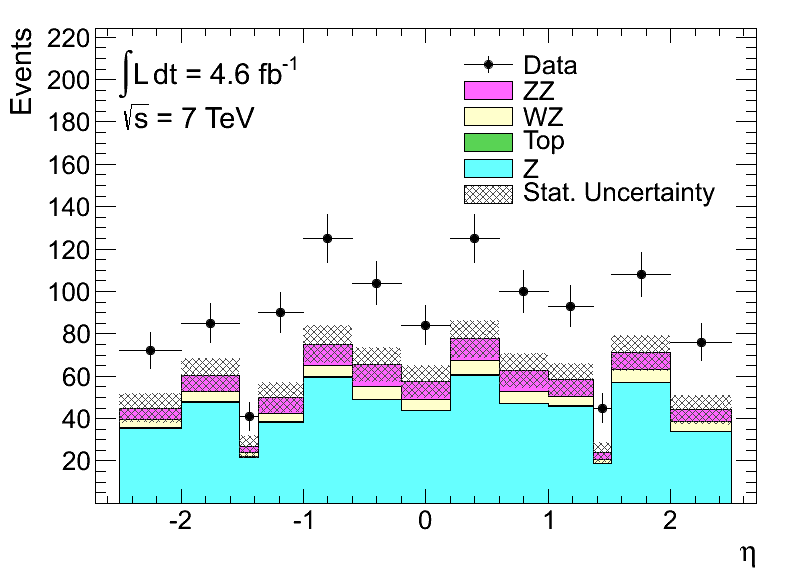 Events
220
200
180
160
140
120
100
80
60
40
20
∫L dt = 4.6 fb⁻¹
√s = 7 TeV
Data
ZZ
WZ
Top
Z
Stat. Uncertainty
-2 -1 0 1 2
η